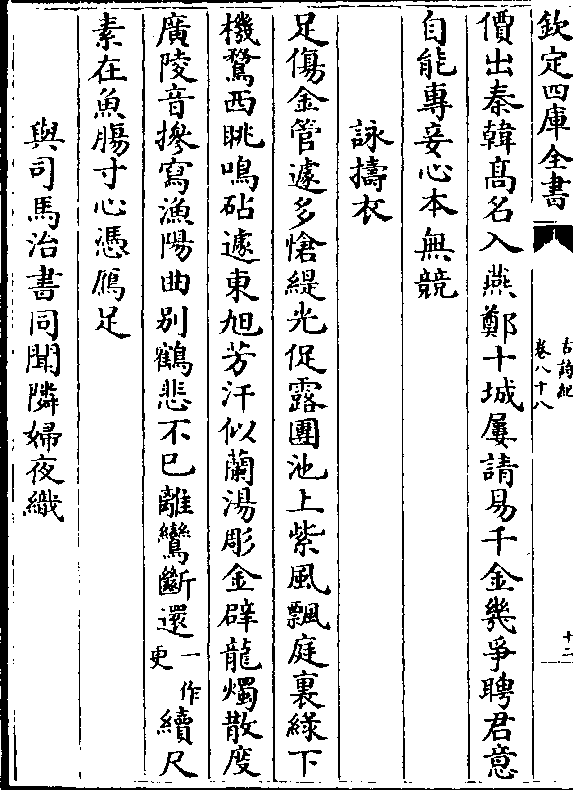 欽定四庫全書
古詩紀
卷八十八
十二
價出秦韓髙名入燕鄭十城屢請易千金幾爭聘君意
自能專妾心本無競
詠擣衣
足傷金管遽多愴緹光促露團池上紫風飄庭裏緑下
機騖西眺鳴砧遽東旭芳汗似蘭湯彫金辟龍燭散度
廣陵音摻寫漁陽曲别鶴悲不已離鸞斷還一作更續尺
素在魚膓寸心憑鴈足
與司馬治書同聞隣婦夜織